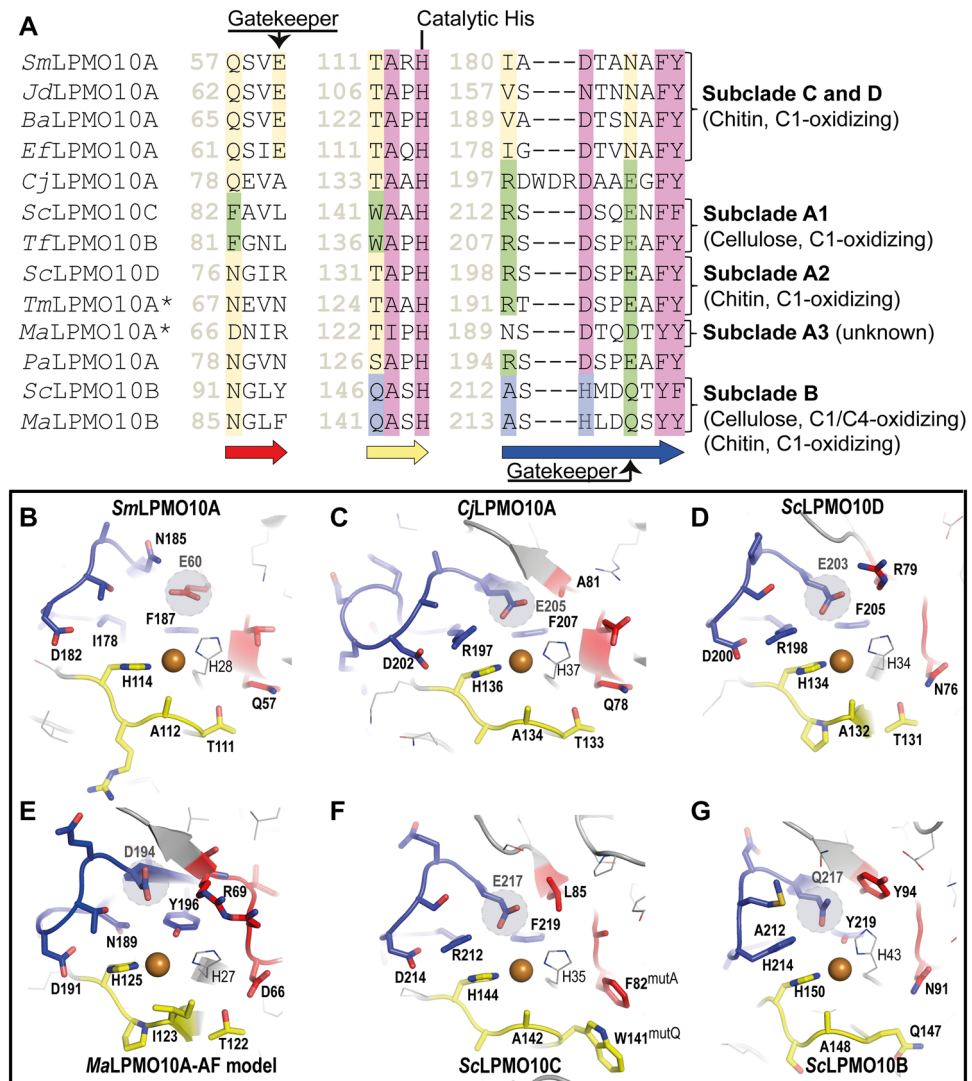 A
Gatekeeper
Catalytic His
SmLPMO10A 57 QSVE 111 TARH 180 IA---DTANAFY
JdLPMO10A 62 QSVE 106 TAPH 157 VS---NTNNAFY
BaLPMO10A 65 QSVE 122 TAPH 189 VA---DTSNAFY
EfLPMO10A 61 QSIE 111 TAQH 178 IG---DTVNAFY
Subclade C and D
(Chitin, C1-oxidizing)
CjLPMO10A 78 QEVA 133 TAAH 197 RDWDRDAAEGFY
ScLPMO10C 82 FAVL 141 WAAH 212 RS---DSQENFF
TfLPMO10B 81 FGNL 136 WAPH 207 RS---DSPEAFY
Subclade A1
(Cellulose, C1-oxidizing)
ScLPMO10D 76 NGIR 131 TAPH 198 RS---DSPEAFY
TmLPMO10A* 67 NEVN 124 TAAH 191 RT---DSPEAFY
Subclade A2
(Chitin, C1-oxidizing)
MaLPMO10A* 66 DNIR 122 TIPH 189 NS---DTQDTYY
Subclade A3 (unknown)
PaLPMO10A 78 NGVN 126 SAPH 194 RS---DSPEAFY
ScLPMO10B 91 NGLY 146 QASH 212 AS---HMDQTYF
MaLPMO10B 85 NGLF 141 QASH 213 AS---HLDQSYY
Subclade B
(Cellulose, C1/C4-oxidizing)
(Chitin, C1-oxidizing)
Gatekeeper
B
SmLPMO10A
N185
E60
F187
I178
D182
H28
H114
Q57
A112
T111
C
CjLPMO10A
A81
E205
F207
R197
D202
H37
H136
Q78
A134
T133
D
ScLPMO10D
E203
R79
F205
D200
R198
H34
H134
N76
A132
T131
E
D194
R69
Y196
N189
H27
D191
H125
D66
I123
T122
MaLPMO10A-AF model
F
E217
L85
F219
R212
D214
H35
H144
F82mutA
W141mutQ
A142
ScLPMO10C
G
Q217
Y94
A212
Y219
H214
H43
H150
N91
Q147
A148
ScLPMO10B